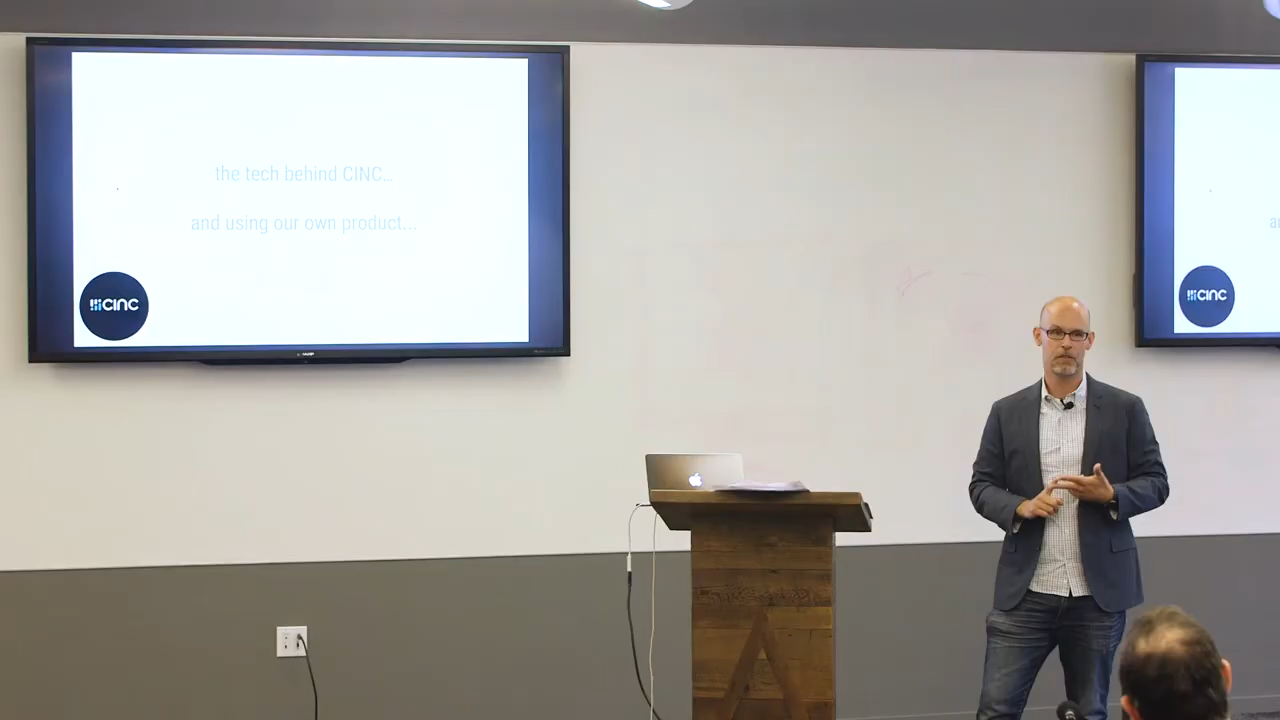 the tech behind CINC...
and using our own product...
CINC
CINC